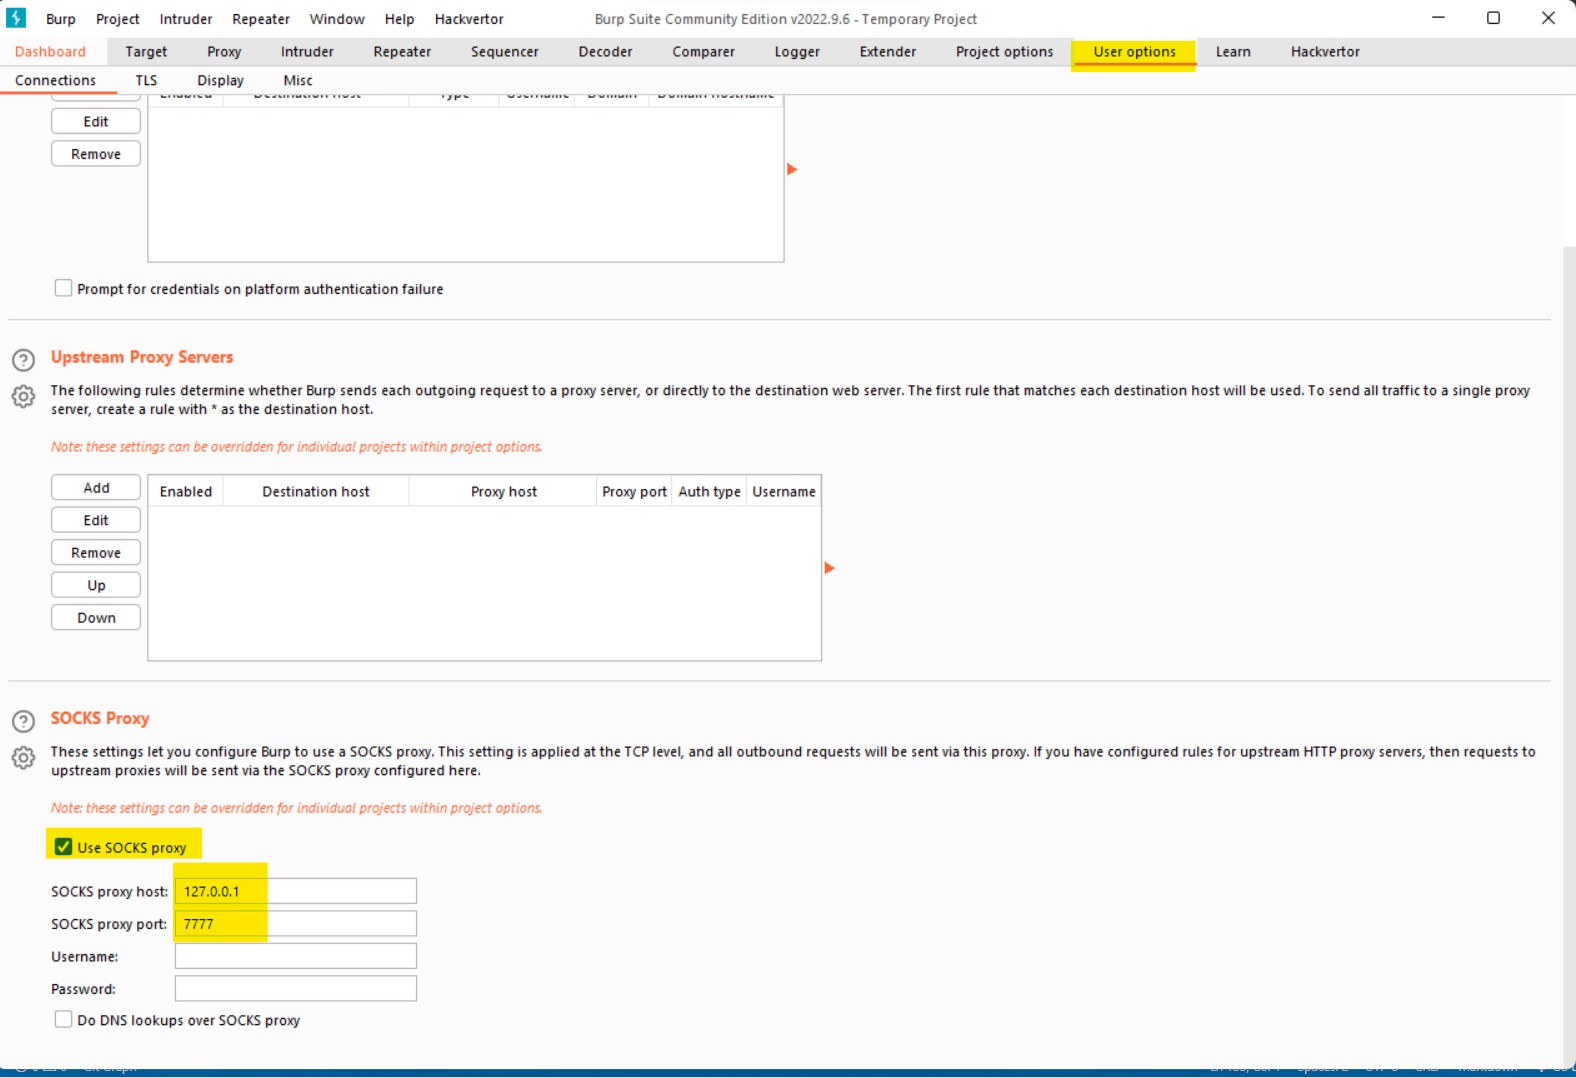 Burp Project Intruder Repeater Window Help Hackvertor Burp Suite Community Edition v2022.9.6 - Temporary Project
Dashboard Target Proxy Intruder Repeater Sequencer Decoder Comparer Logger Extender Project options User options Learn Hackvertor
Connections TLS Display Misc
Enabled Destination host Type Username Domain Domain hostname
Edit
Remove
Prompt for credentials on platform authentication failure
Upstream Proxy Servers
The following rules determine whether Burp sends each outgoing request to a proxy server, or directly to the destination web server. The first rule that matches each destination host will be used. To send all traffic to a single proxy
server, create a rule with * as the destination host.
Note: these settings can be overridden for individual projects within project options.
Add
Edit
Remove
Up
Down
Enabled Destination host Proxy host Proxy port Auth type Username
SOCKS Proxy
These settings let you configure Burp to use a SOCKS proxy. This setting is applied at the TCP level, and all outbound requests will be sent via this proxy. If you have configured rules for upstream HTTP proxy servers, then requests to
upstream proxies will be sent via the SOCKS proxy configured here.
Note: these settings can be overridden for individual projects within project options.
Use SOCKS proxy
SOCKS proxy host: 127.0.0.1
SOCKS proxy port: 7777
Username:
Password:
Do DNS lookups over SOCKS proxy